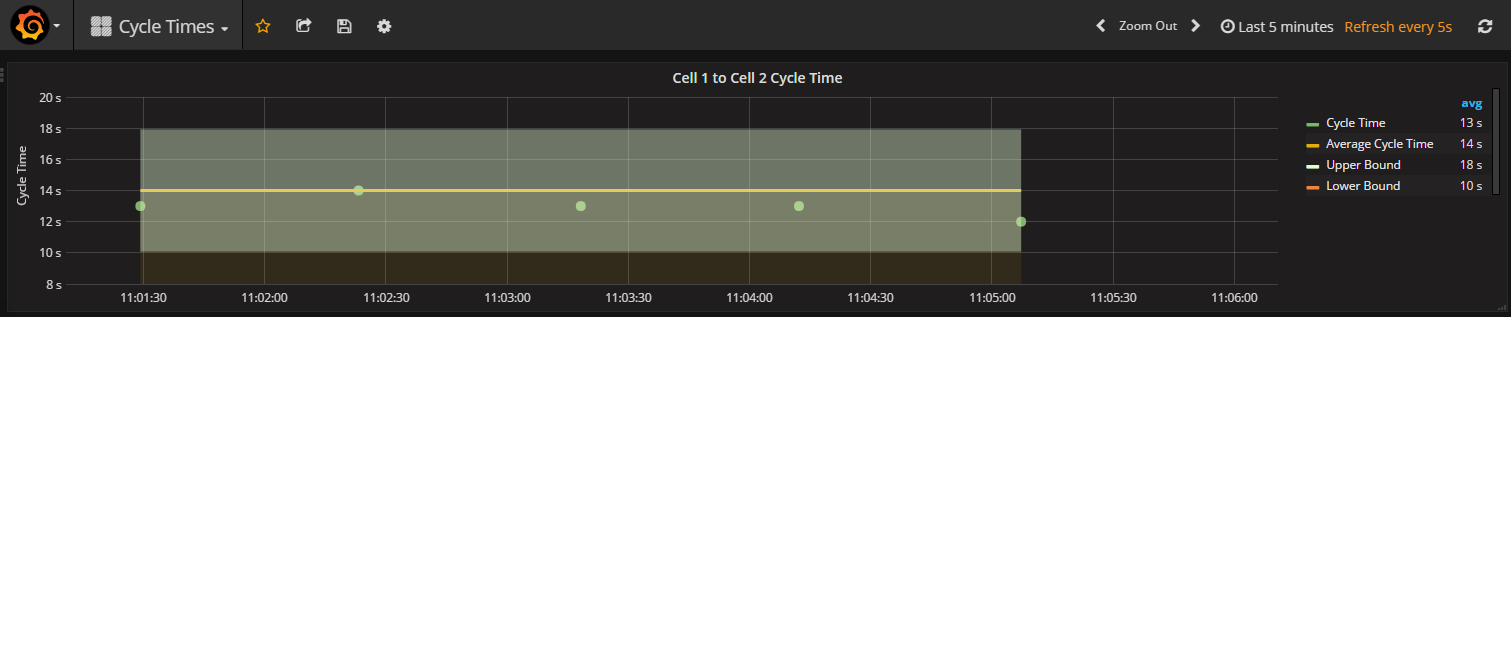 Cycle Times
Zoom Out
Last 5 minutes Refresh every 5s
Cell 1 to Cell 2 Cycle Time
Cycle Time
20 s
18 s
16 s
14 s
12 s
10 s
8 s
11:01:30 11:02:00 11:02:30 11:03:00 11:03:30 11:04:00 11:04:30 11:05:00 11:05:30 11:06:00
avg
Cycle Time 13 s
Average Cycle Time 14 s
Upper Bound 18 s
Lower Bound 10 s